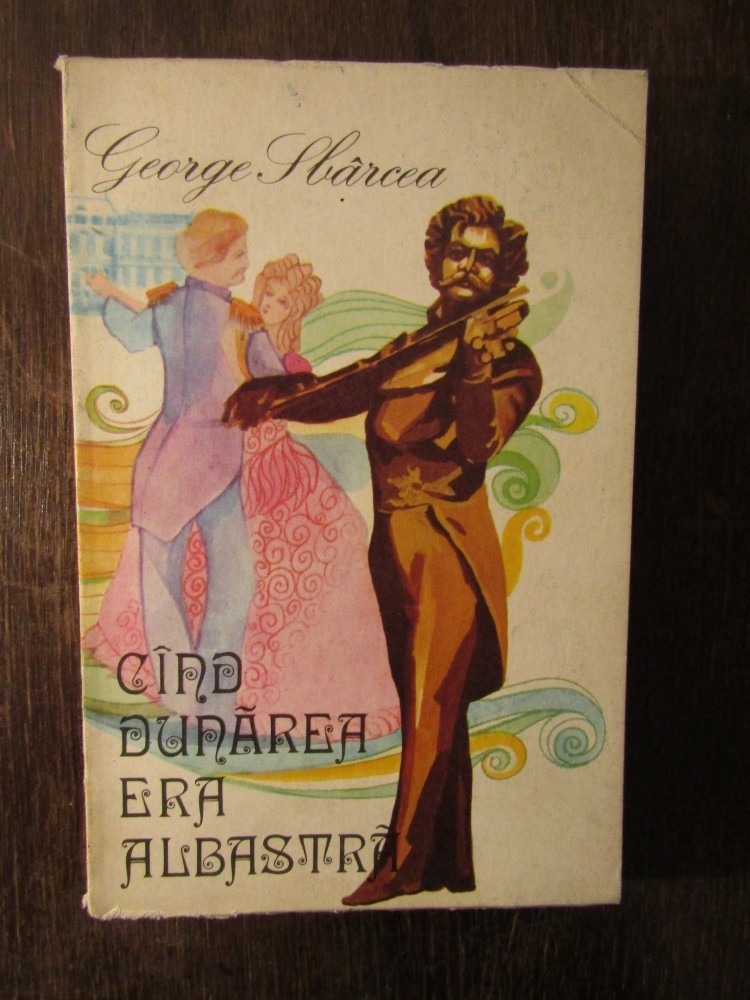 George Sbârcea
CÎND
DUNĂREA
ERA
ALBASTRĂ